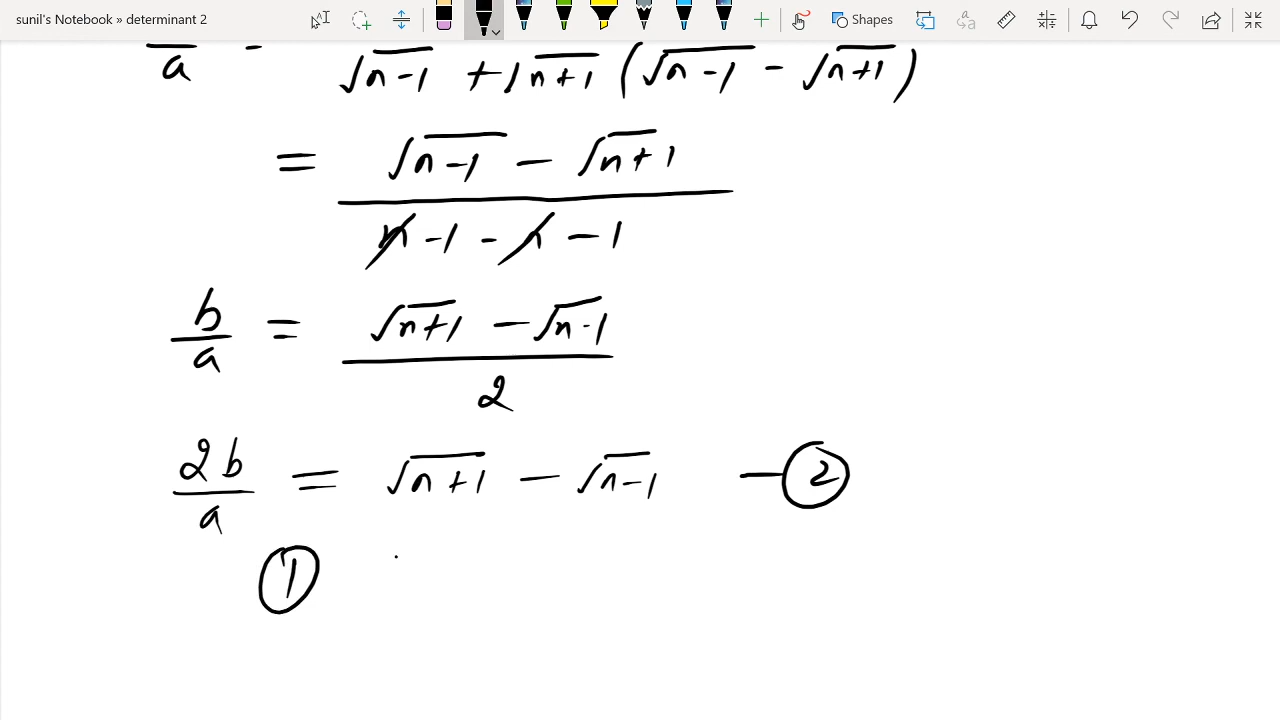 sunil's Notebook » determinant 2
Shapes
a √n-1 + √n+1 (√n-1 - √n+1)
= √n-1 - √n+1
n-1-n-1
b/a = √n+1 - √n-1
2
2b/a = √n+1 - √n-1 - ②
①